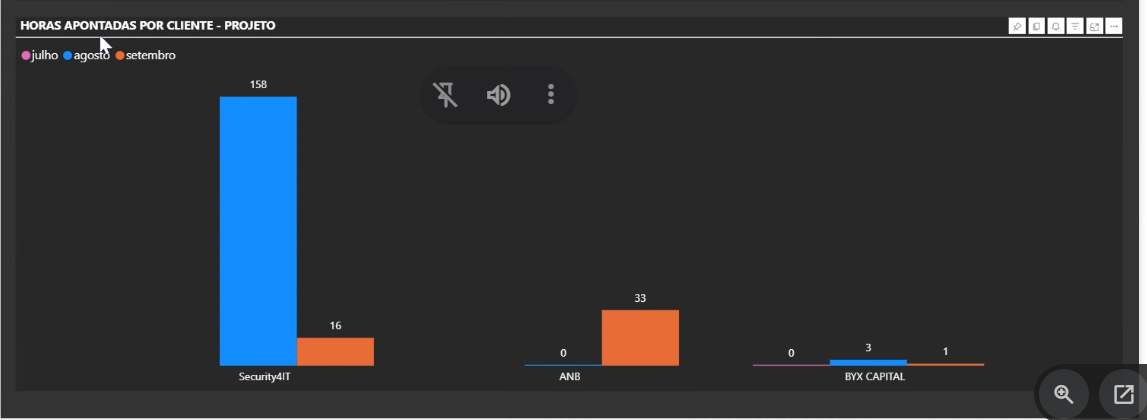 HORAS APONTADAS POR CLIENTE - PROJETO
julho agosto setembro
158
16
Security4IT
0
33
ANB
0
3
1
BYX CAPITAL